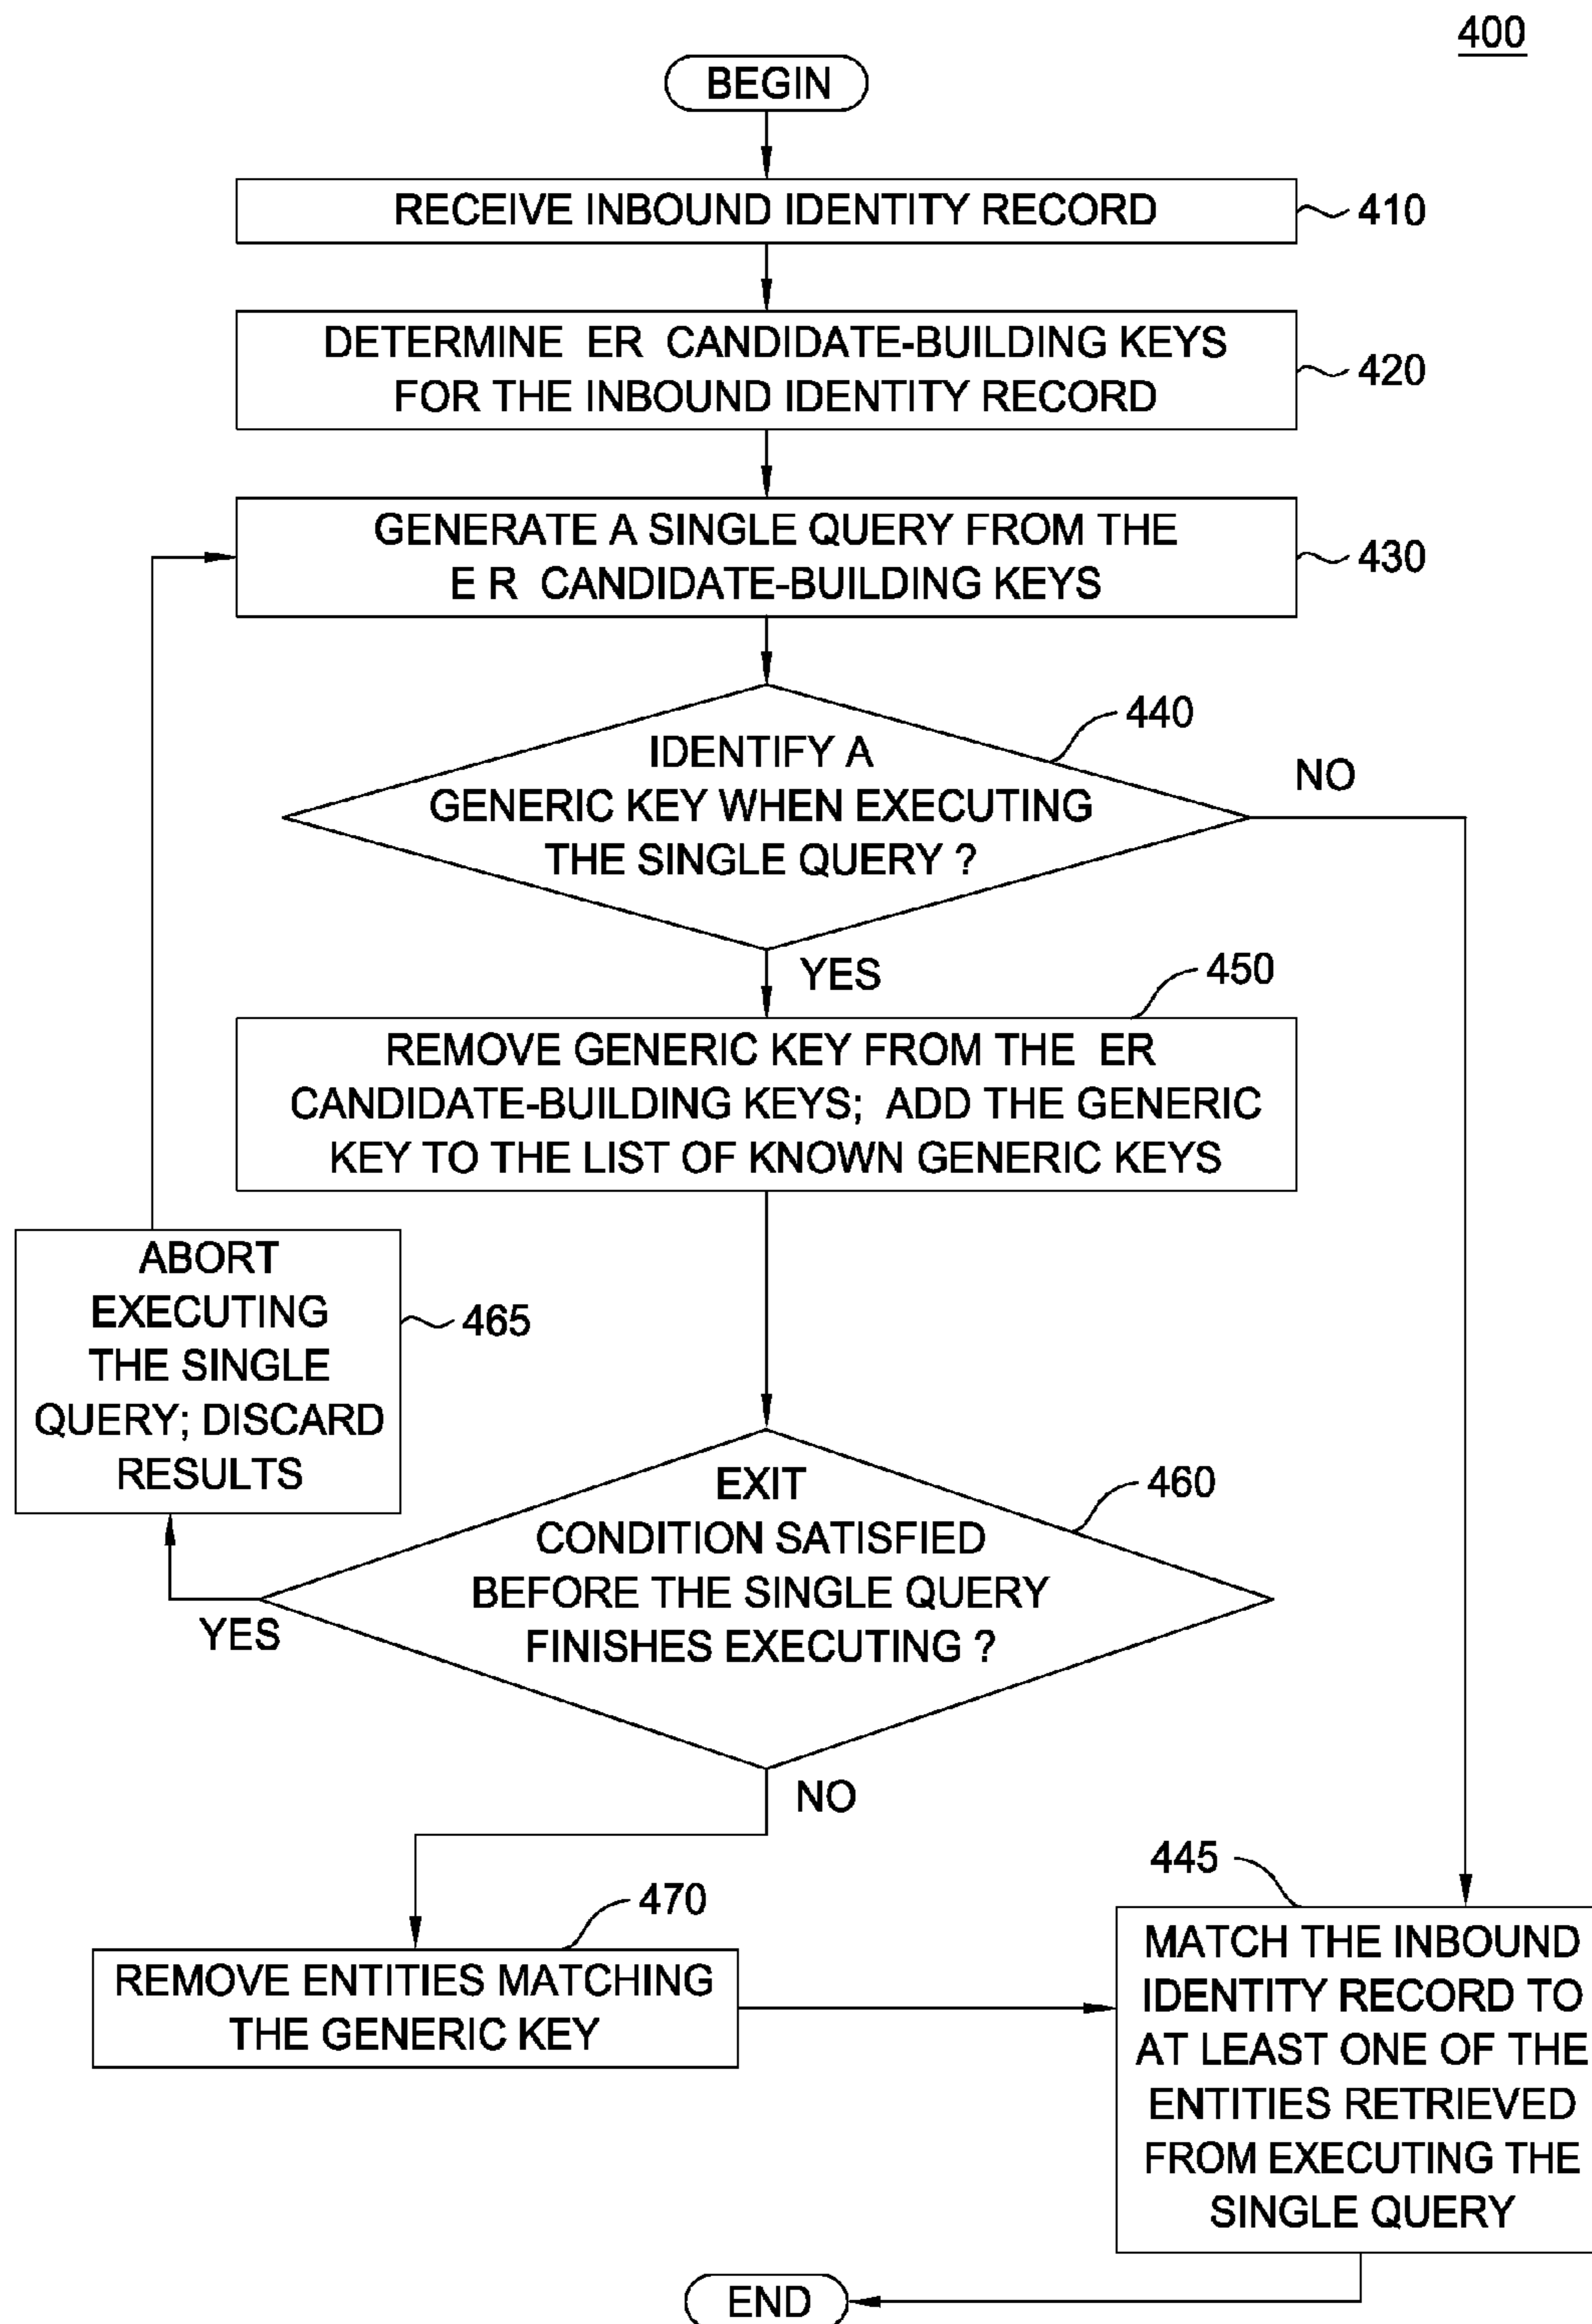 400
BEGIN
RECEIVE INBOUND IDENTITY RECORD
410
DETERMINE ER CANDIDATE-BUILDING KEYS
FOR THE INBOUND IDENTITY RECORD
420
GENERATE A SINGLE QUERY FROM THE
E R CANDIDATE-BUILDING KEYS
430
440
IDENTIFY A
GENERIC KEY WHEN EXECUTING
THE SINGLE QUERY ?
NO
YES
450
REMOVE GENERIC KEY FROM THE ER
CANDIDATE-BUILDING KEYS; ADD THE GENERIC
KEY TO THE LIST OF KNOWN GENERIC KEYS
ABORT
EXECUTING
THE SINGLE
QUERY; DISCARD
RESULTS
465
460
EXIT
CONDITION SATISFIED
BEFORE THE SINGLE QUERY
FINISHES EXECUTING ?
YES
NO
470
REMOVE ENTITIES MATCHING
THE GENERIC KEY
445
MATCH THE INBOUND
IDENTITY RECORD TO
AT LEAST ONE OF THE
ENTITIES RETRIEVED
FROM EXECUTING THE
SINGLE QUERY
END